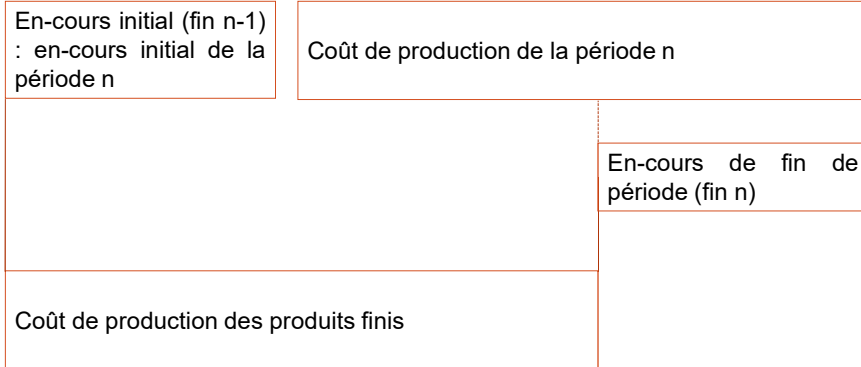 En-cours initial (fin n-1)
: en-cours initial de la
période n
Coût de production de la période n
En-cours de fin de
période (fin n)
Coût de production des produits finis